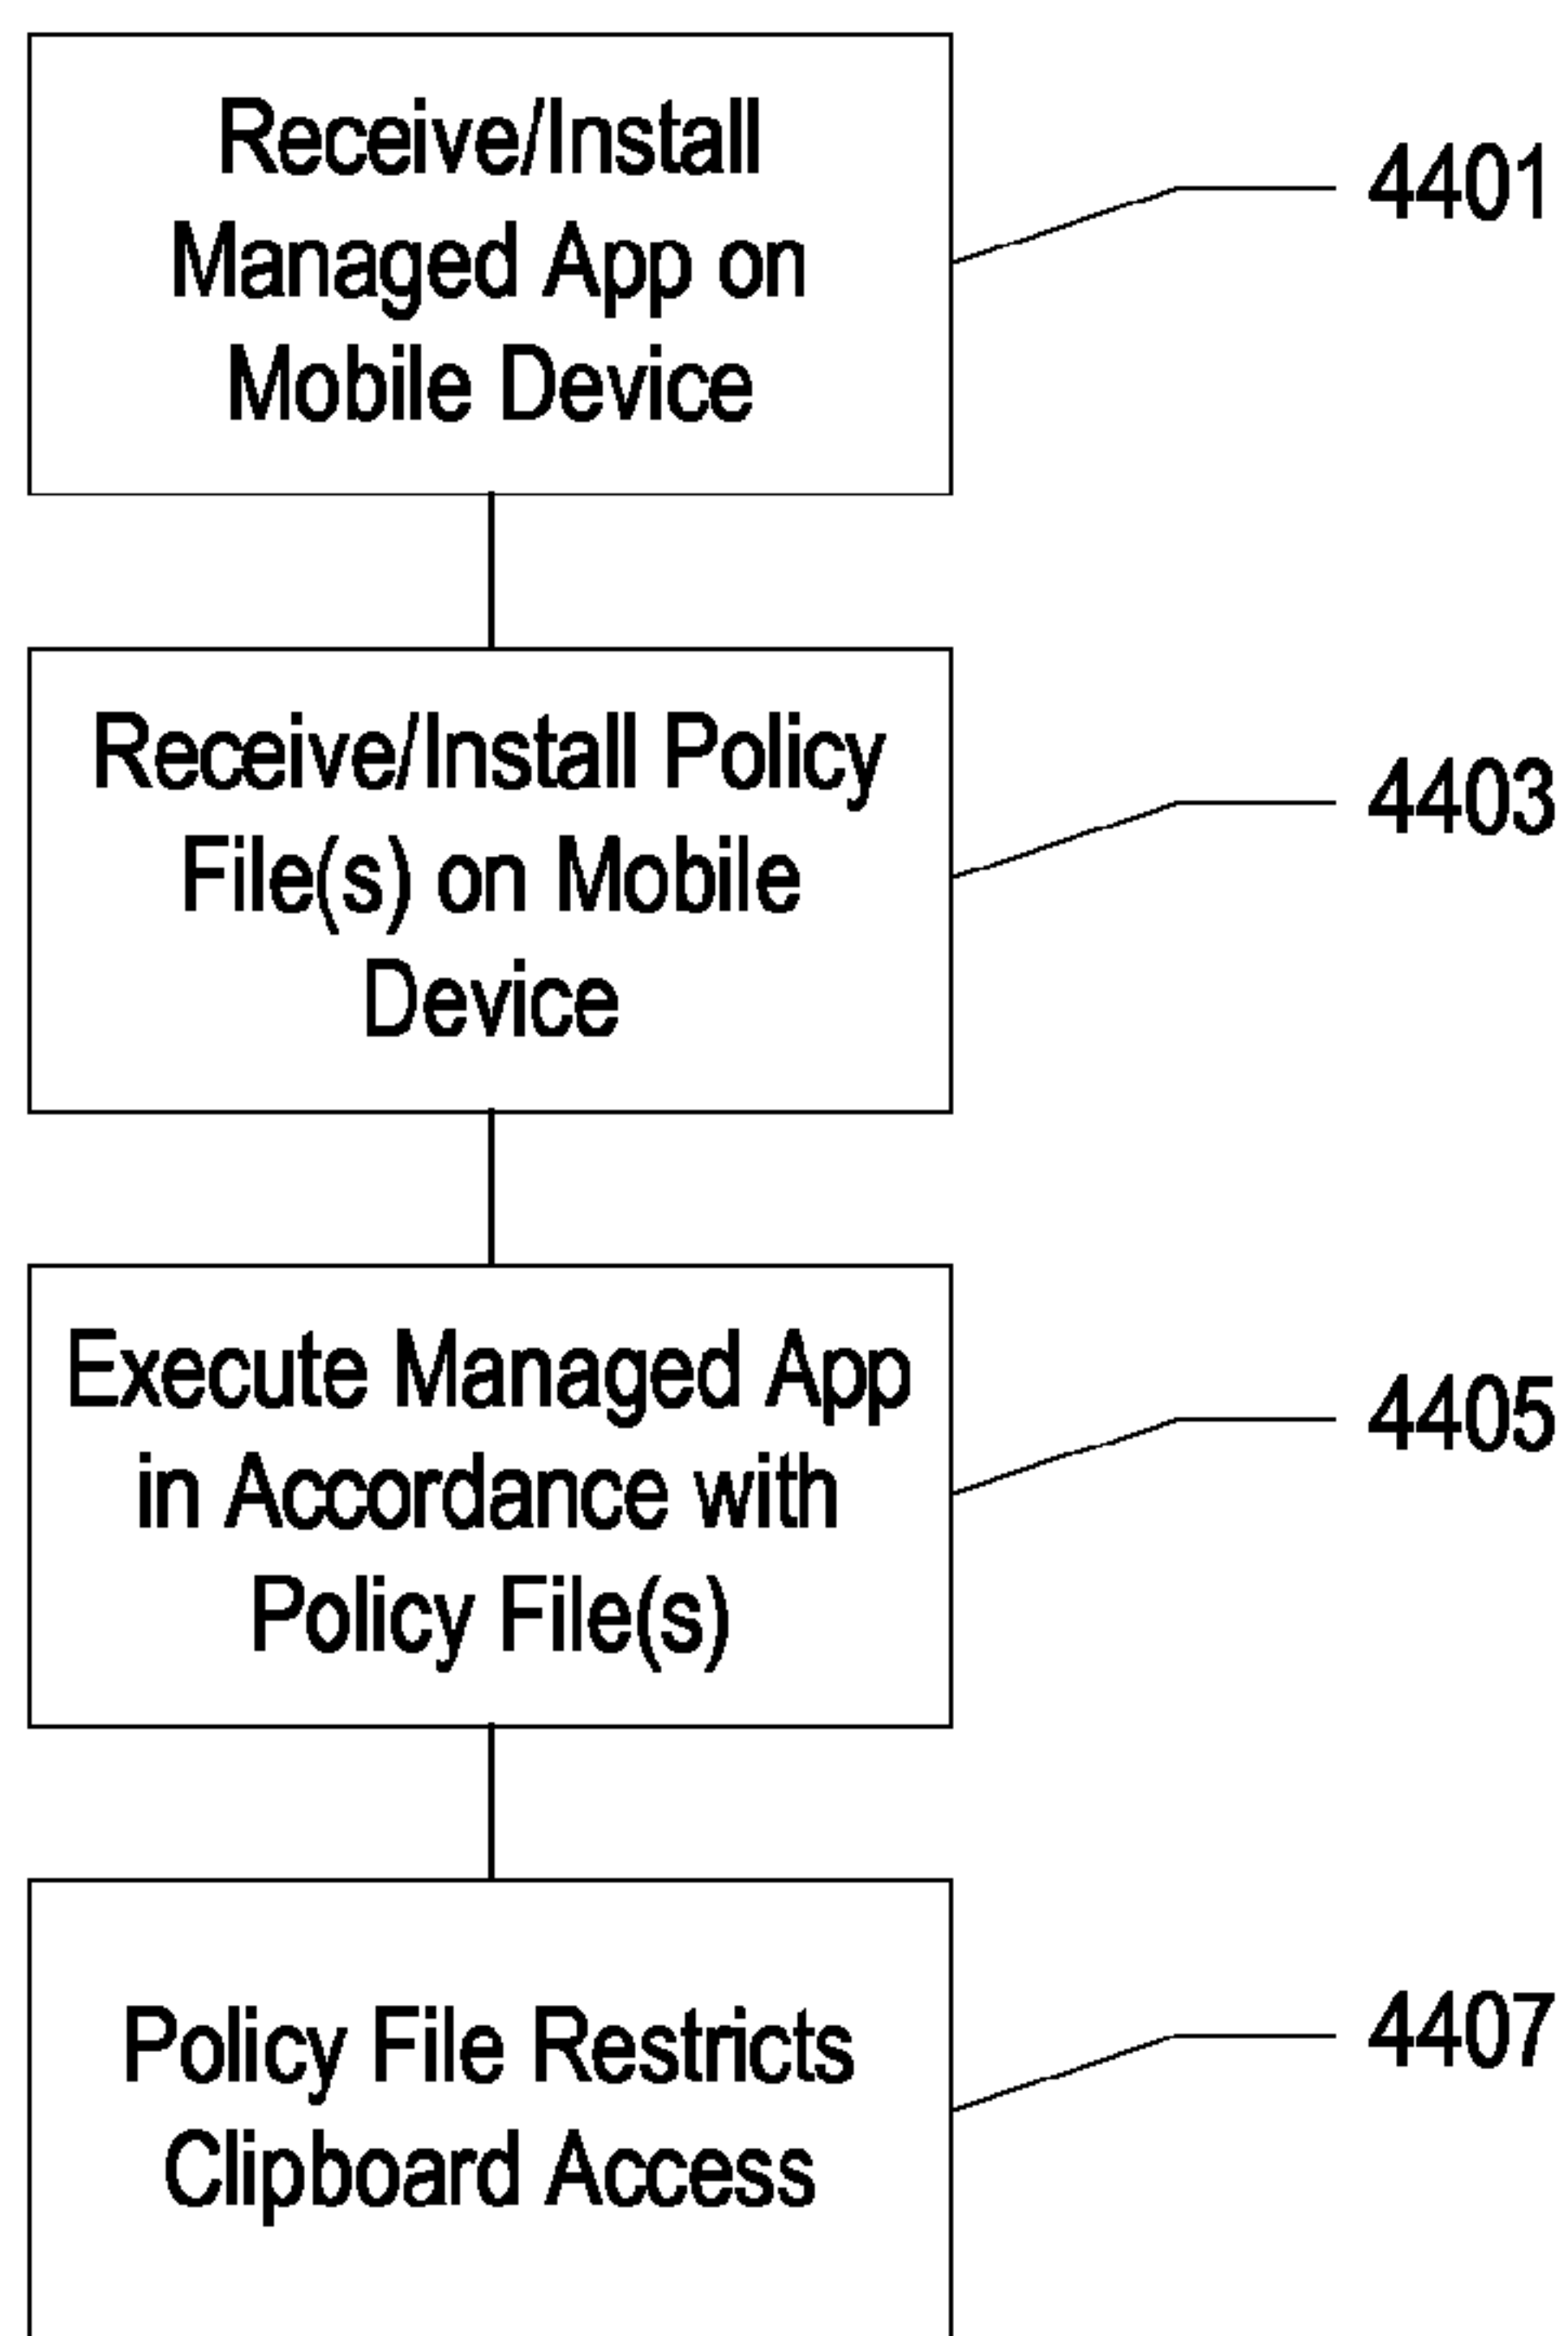 Receive/Install
Managed App on
Mobile Device
4401
Receive/Install Policy
File(s) on Mobile
Device
4403
Execute Managed App
in Accordance with
Policy File(s)
4405
Policy File Restricts
Clipboard Access
4407